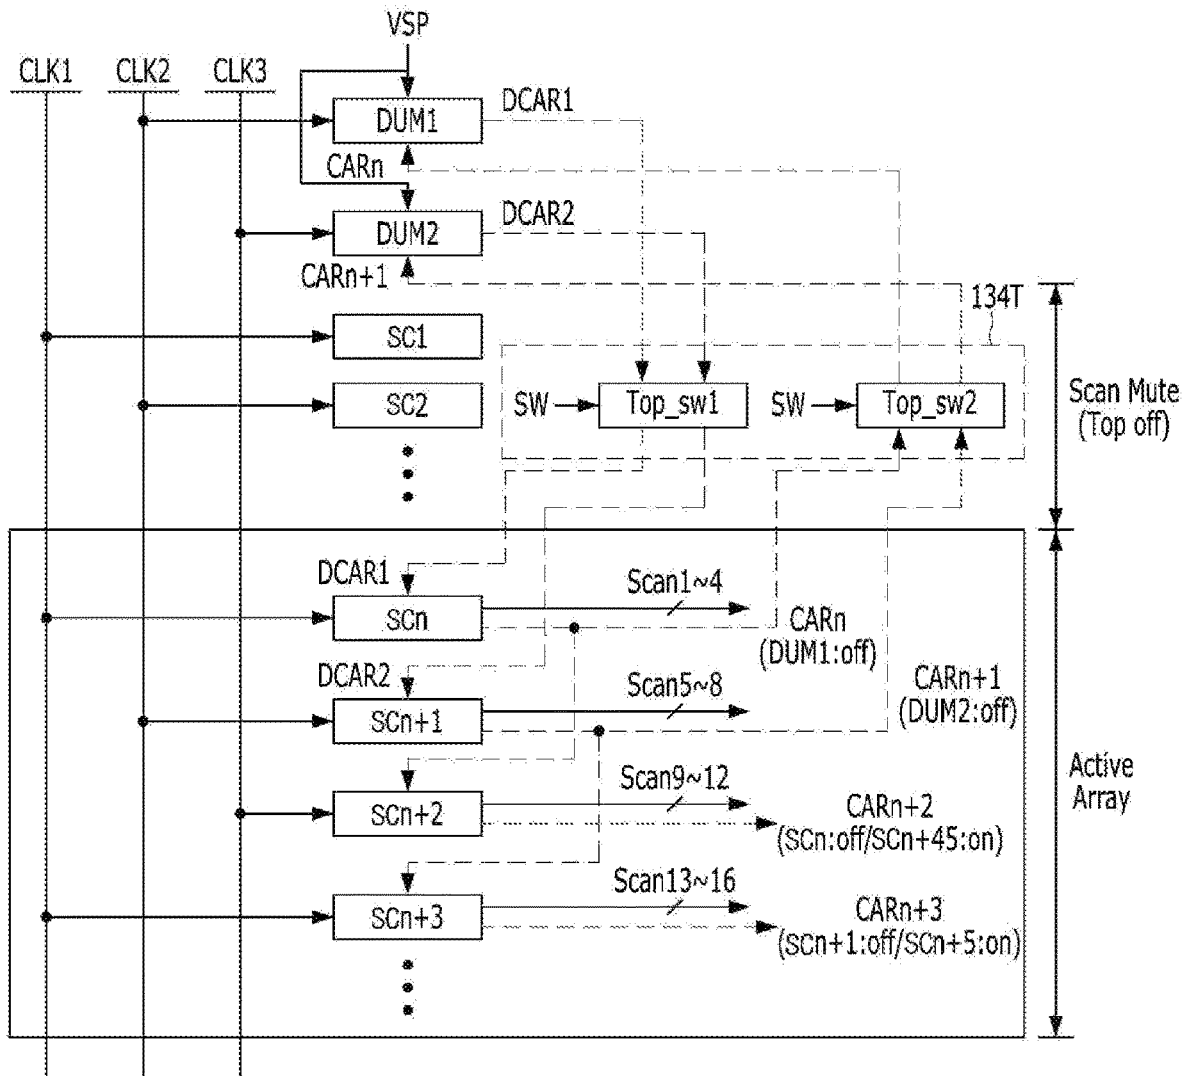 VSP
CLK1
CLK2
CLK3
DCAR1
DUM1
CARn
DCAR2
DUM2
CARn+1
134T
SC1
SC2
SW
Top_sw1
SW
Top_sw2
Scan Mute
(Top off)
DCAR1
Scan1~4
SCn
CARn
(DUM1:off)
DCAR2
Scan5~8
SCn+1
CARn+1
(DUM2:off)
Scan9~12
SCn+2
CARn+2
(SCn:off/SCn+45:on)
Active
Array
Scan13~16
SCn+3
CARn+3
(SCn+1:off/SCn+5:on)